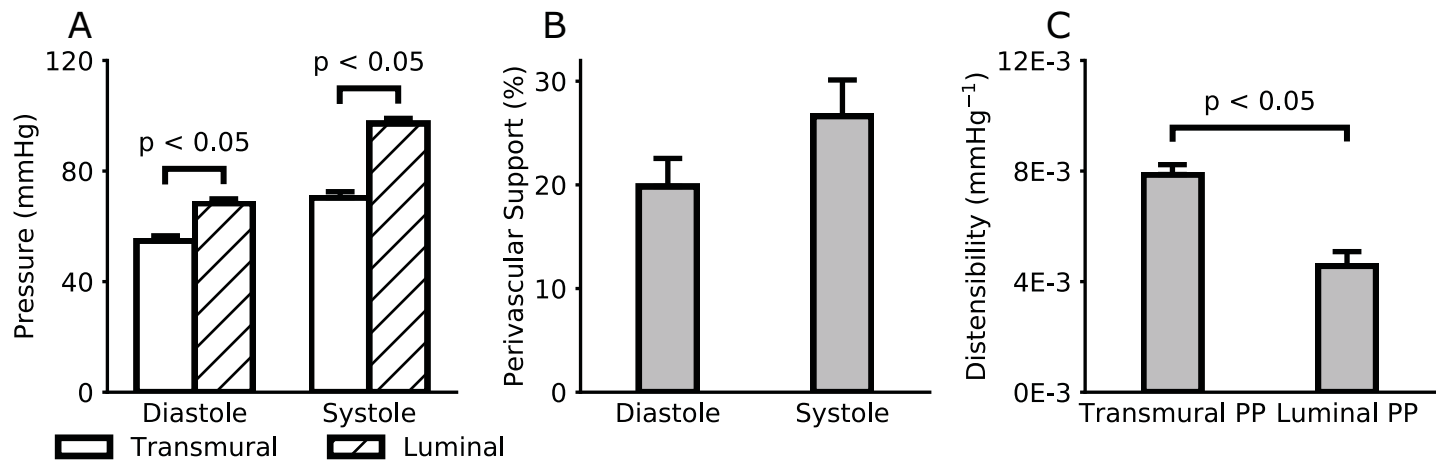 A
Pressure (mmHg)
120
80
40
0
p < 0.05
p < 0.05
Diastole
Systole
Transmural
Luminal
B
Perivascular Support (%)
30
20
10
0
Diastole
Systole
C
Distensibility (mmHg⁻¹)
12E-3
8E-3
4E-3
0E-3
p < 0.05
Transmural PP
Luminal PP